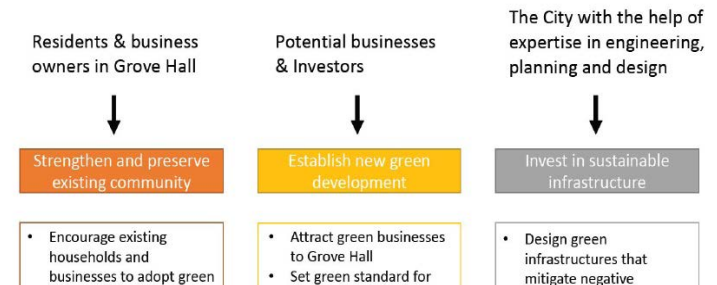 Residents & business
owners in Grove Hall
Potential businesses
& Investors
The City with the help of
expertise in engineering,
planning and design
Strengthen and preserve
existing community
Establish new green
development
Invest in sustainable
infrastructure
• Encourage existing
households and
businesses to adopt green
• Attract green businesses
to Grove Hall
• Set green standard for
• Design green
infrastructures that
mitigate negative